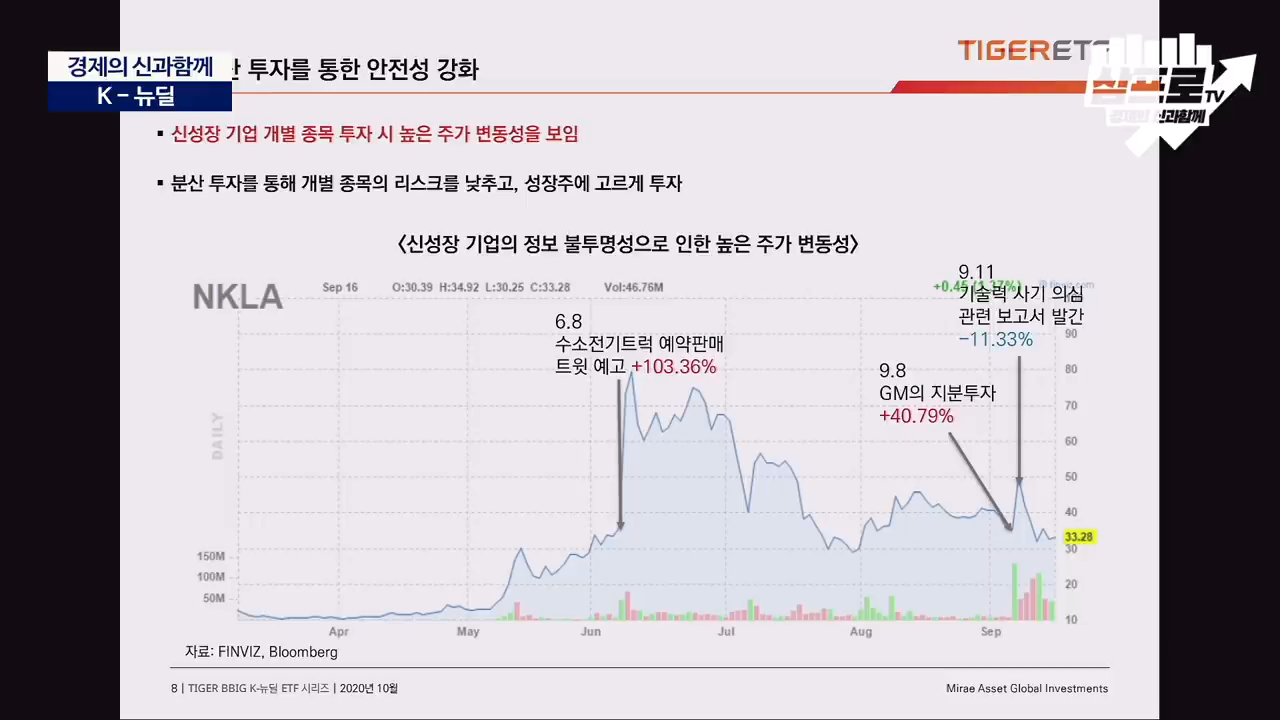 경제의 신과함께
K - 뉴딜
투자를 통한 안전성 강화
TIGER ETF
삼프로TV
경제의 신과함께
▪ 신성장 기업 개별 종목 투자 시 높은 주가 변동성을 보임
▪ 분산 투자를 통해 개별 종목의 리스크를 낮추고, 성장주에 고르게 투자
〈신성장 기업의 정보 불투명성으로 인한 높은 주가 변동성〉
NKLA
Sep 16 O:30.39 H:34.92 L:30.25 C:33.28 Vol:46.76M
9.11
기술력 사기 의심
관련 보고서 발간
-11.33%
6.8
수소전기트럭 예약판매
트윗 예고 +103.36%
9.8
GM의 지분투자
+40.79%
DAILY
90
80
70
60
50
40
33.28
30
20
10
150M
100M
50M
Apr May Jun Jul Aug Sep
자료: FINVIZ, Bloomberg
8 | TIGER BBIG K-뉴딜 ETF 시리즈 | 2020년 10월
Mirae Asset Global Investments